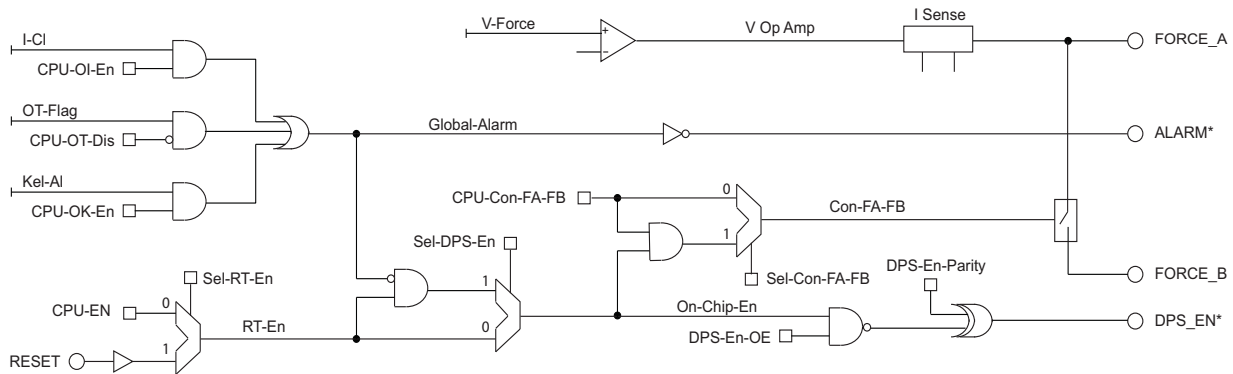 I-Cl
CPU-OI-En
OT-Flag
CPU-OT-Dis
Kel-Al
CPU-OK-En
V-Force
+
–
V Op Amp
I Sense
FORCE_A
Global-Alarm
ALARM*
CPU-Con-FA-FB
0
1
Con-FA-FB
Sel-Con-FA-FB
FORCE_B
Sel-DPS-En
1
0
Sel-RT-En
CPU-EN
0
1
RESET
RT-En
On-Chip-En
DPS-En-OE
DPS-En-Parity
DPS_EN*